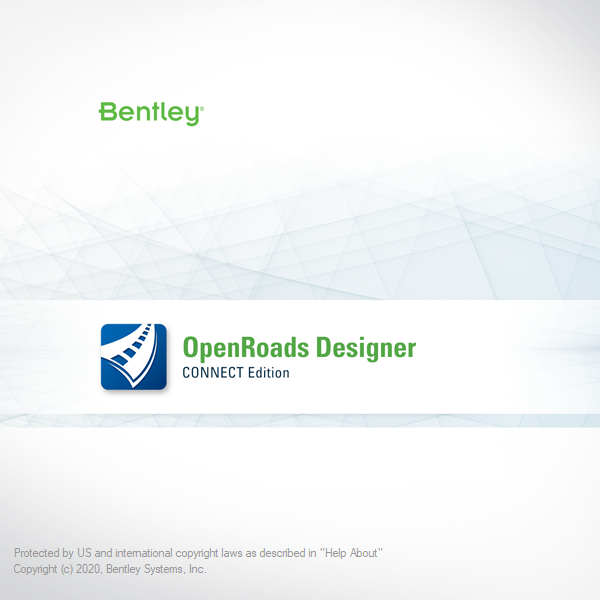 Bentley®
OpenRoads Designer
CONNECT Edition
Protected by US and international copyright laws as described in "Help About"
Copyright (c) 2020, Bentley Systems, Inc.